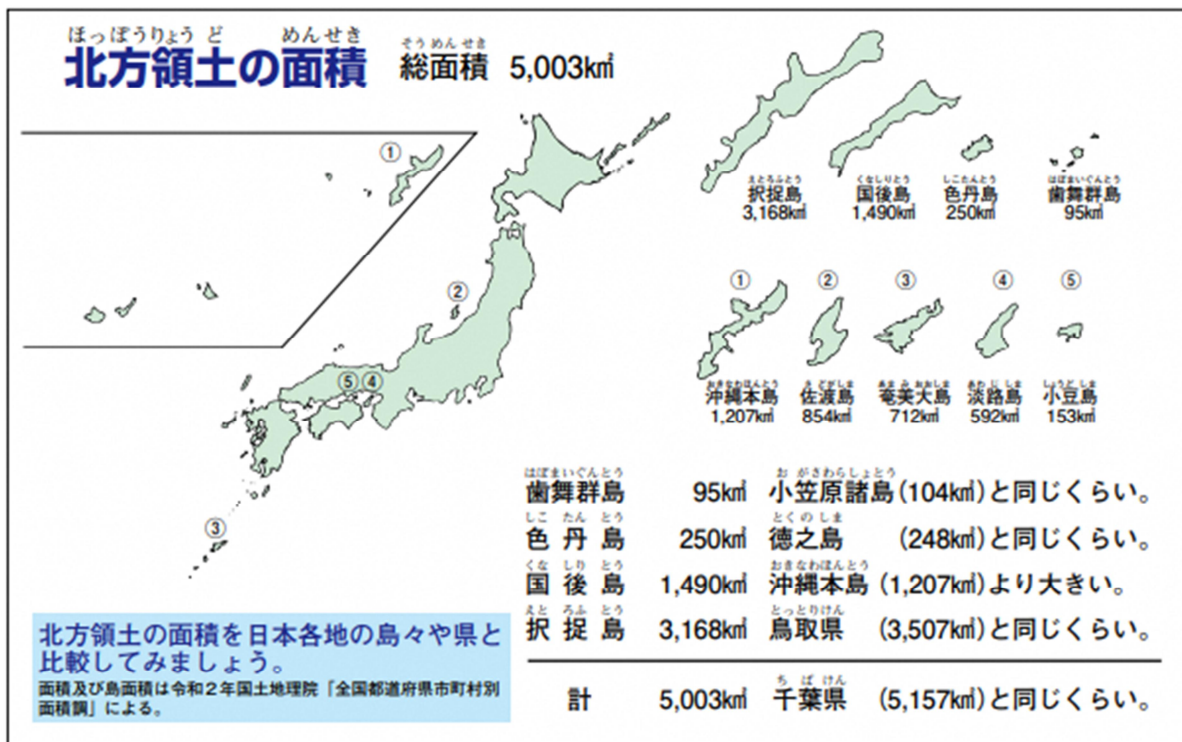 ほっぽうりょうど めんせき
北方領土の面積
そうめんせき
総面積 5,003km²
①
②
⑤④
③
えとろふとう くなしりとう しこたんとう はぼまいぐんとう
択捉島 国後島 色丹島 歯舞群島
3,168km² 1,490km² 250km² 95km²
① ② ③ ④ ⑤
おきなわほんとう さどがしま あまみおおしま あわじしま しょうどしま
沖縄本島 佐渡島 奄美大島 淡路島 小豆島
1,207km² 854km² 712km² 592km² 153km²
はぼまいぐんとう おがさわらしょとう
歯舞群島 95km² 小笠原諸島(104km²)と同じくらい。
しこたんとう とくのしま
色丹島 250km² 徳之島 (248km²)と同じくらい。
くなしりとう おきなわほんとう
国後島 1,490km² 沖縄本島(1,207km²)より大きい。
えとろふとう とっとりけん
択捉島 3,168km² 鳥取県 (3,507km²)と同じくらい。
ちばけん
計 5,003km² 千葉県 (5,157km²)と同じくらい。
北方領土の面積を日本各地の島々や県と
比較してみましょう。
面積及び島面積は令和2年国土地理院「全国都道府県市町村別
面積調」による。